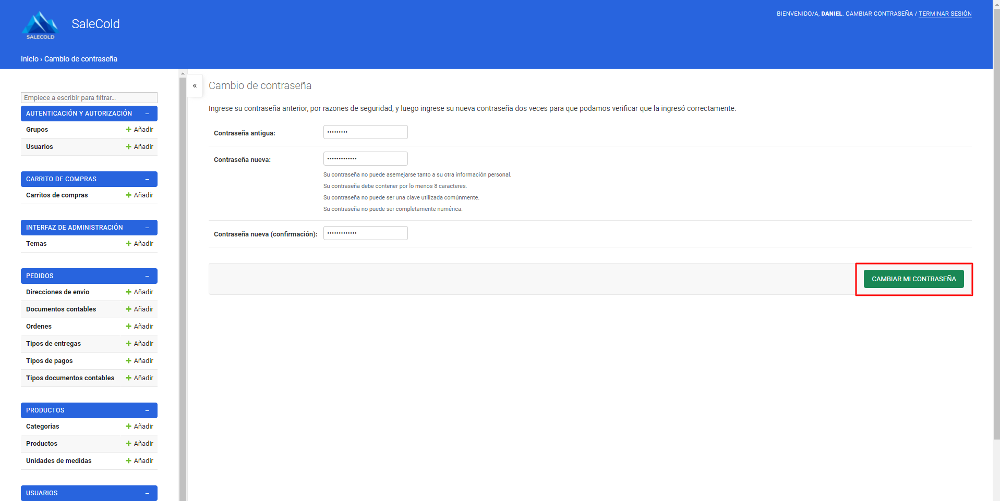 SALECOLD
SaleCold
BIENVENIDO/A, DANIEL. CAMBIAR CONTRASEÑA / TERMINAR SESIÓN
Inicio › Cambio de contraseña
Empiece a escribir para filtrar...
AUTENTICACIÓN Y AUTORIZACIÓN –
Grupos + Añadir
Usuarios + Añadir
CARRITO DE COMPRAS –
Carritos de compras + Añadir
INTERFAZ DE ADMINISTRACIÓN –
Temas + Añadir
PEDIDOS –
Direcciones de envio + Añadir
Documentos contables + Añadir
Ordenes + Añadir
Tipos de entregas + Añadir
Tipos de pagos + Añadir
Tipos documentos contables + Añadir
PRODUCTOS –
Categorias + Añadir
Productos + Añadir
Unidades de medidas + Añadir
USUARIOS –
«
Cambio de contraseña
Ingrese su contraseña anterior, por razones de seguridad, y luego ingrese su nueva contraseña dos veces para que podamos verificar que la ingresó correctamente.
Contraseña antigua: •••••••••
Contraseña nueva: •••••••••••••
Su contraseña no puede asemejarse tanto a su otra información personal.
Su contraseña debe contener por lo menos 8 caracteres.
Su contraseña no puede ser una clave utilizada comúnmente.
Su contraseña no puede ser completamente numérica.
Contraseña nueva (confirmación): •••••••••••••
CAMBIAR MI CONTRASEÑA